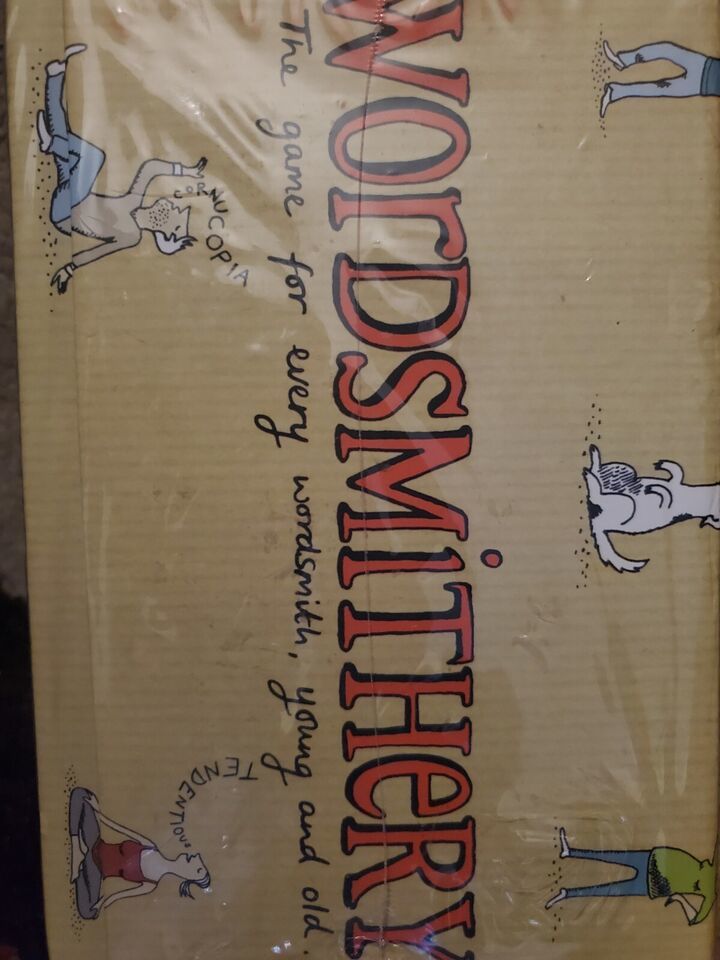 WorDSMiTHeRY
The game for every wordsmith, young and old.
CORNUCOPIA
TENDENTIOUS